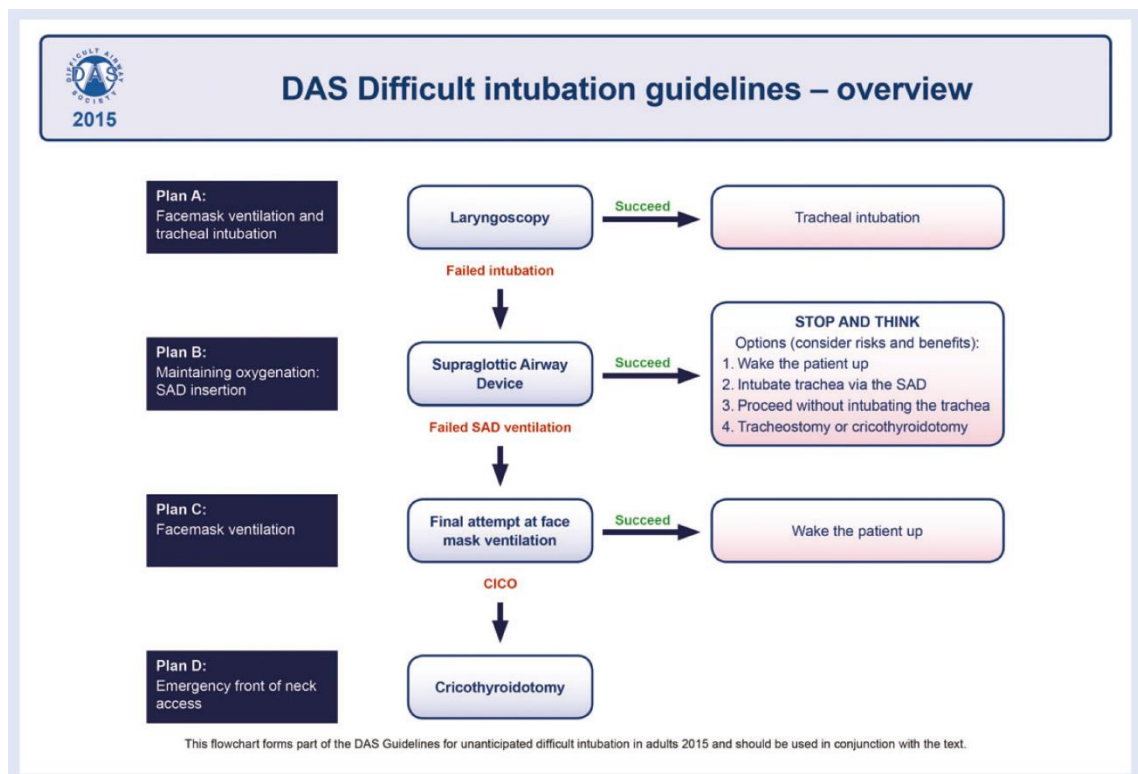 DIFFICULT AIRWAY SOCIETY
DAS
2015
DAS Difficult intubation guidelines – overview
Plan A:
Facemask ventilation and
tracheal intubation
Laryngoscopy
Succeed
Tracheal intubation
Failed intubation
Plan B:
Maintaining oxygenation:
SAD insertion
Supraglottic Airway
Device
Succeed
STOP AND THINK
Options (consider risks and benefits):
1. Wake the patient up
2. Intubate trachea via the SAD
3. Proceed without intubating the trachea
4. Tracheostomy or cricothyroidotomy
Failed SAD ventilation
Plan C:
Facemask ventilation
Final attempt at face
mask ventilation
Succeed
Wake the patient up
CICO
Plan D:
Emergency front of neck
access
Cricothyroidotomy
This flowchart forms part of the DAS Guidelines for unanticipated difficult intubation in adults 2015 and should be used in conjunction with the text.